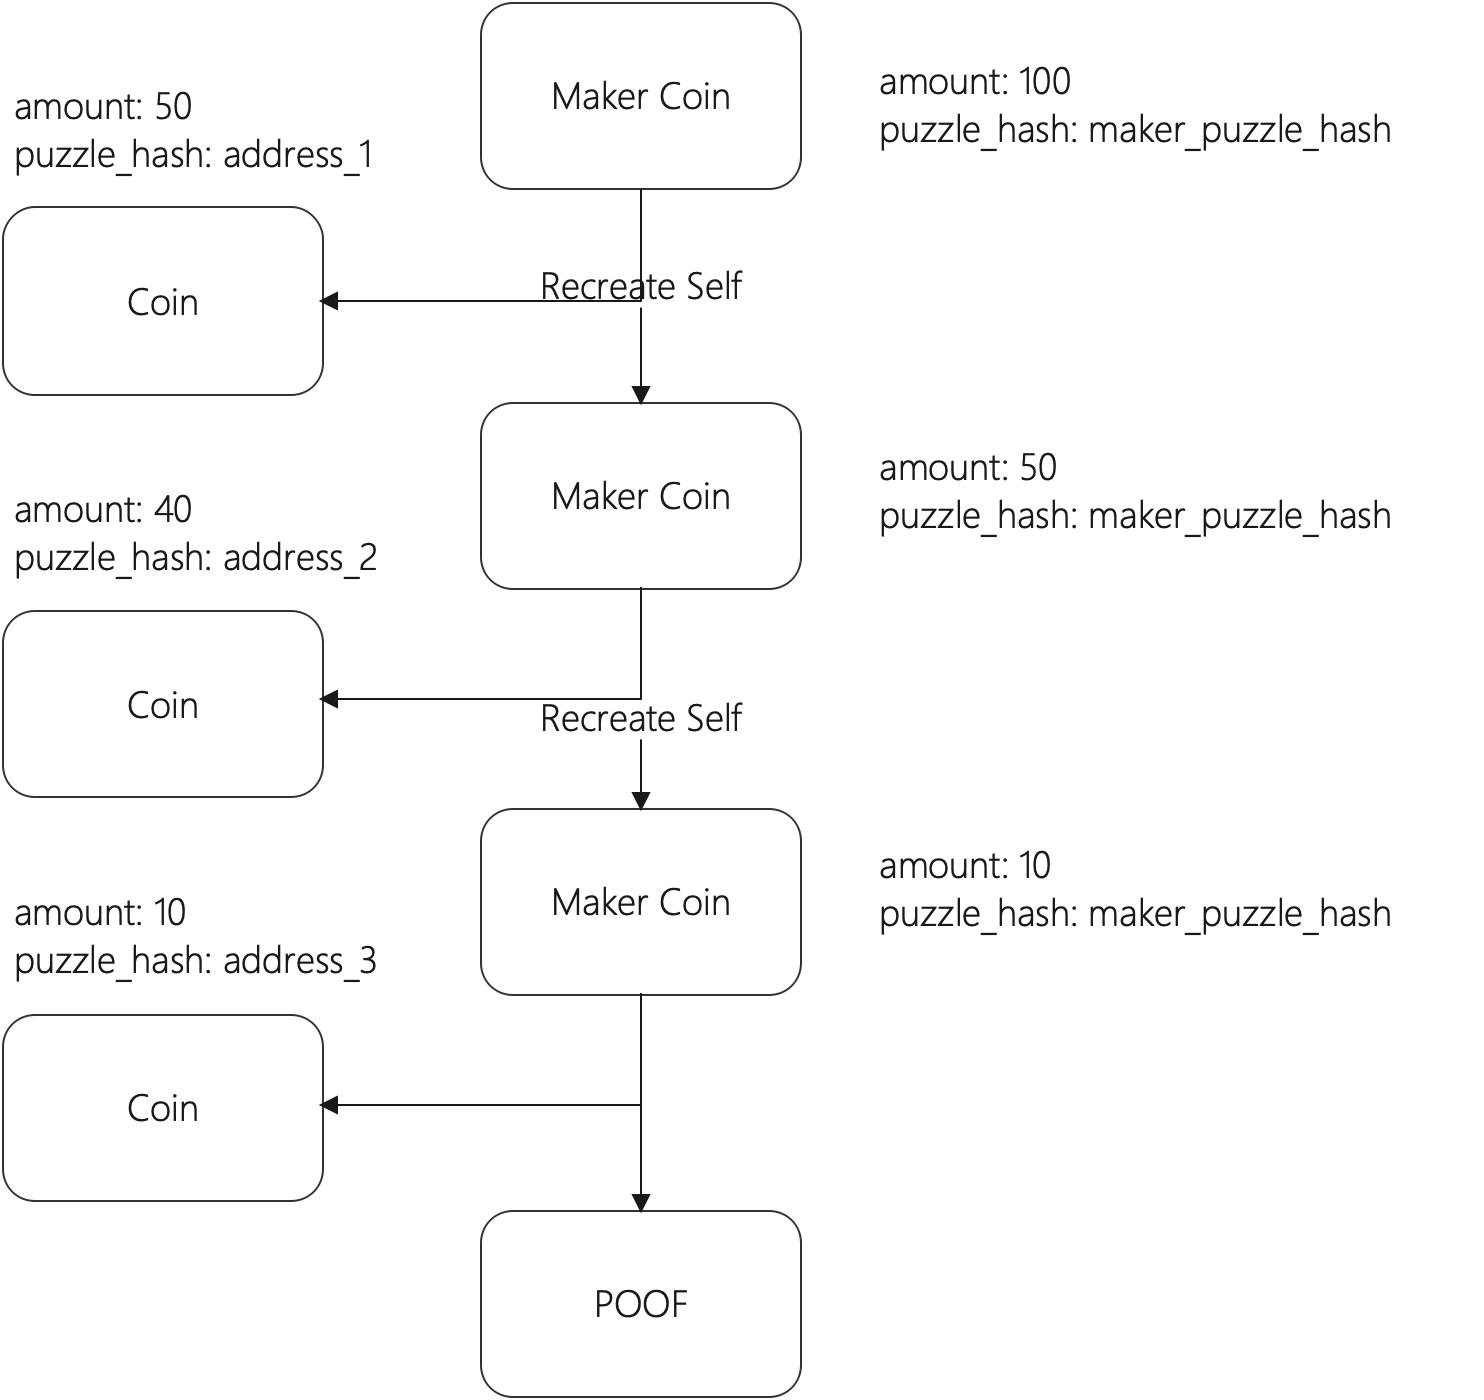 Maker Coin
amount: 100
puzzle_hash: maker_puzzle_hash
amount: 50
puzzle_hash: address_1
Coin
Recreate Self
Maker Coin
amount: 50
puzzle_hash: maker_puzzle_hash
amount: 40
puzzle_hash: address_2
Coin
Recreate Self
Maker Coin
amount: 10
puzzle_hash: maker_puzzle_hash
amount: 10
puzzle_hash: address_3
Coin
POOF